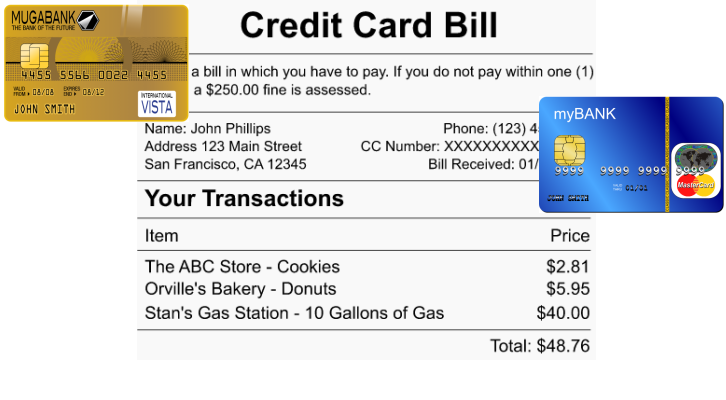 Credit Card Bill
MUGABANK
THE BANK OF THE FUTURE
4455 5566 0022 4455
VALID FROM 08/08 EXPIRES END 08/12
JOHN SMITH
INTERNATIONAL
VISTA
a bill in which you have to pay. If you do not pay within one (1)
a $250.00 fine is assessed.
Name: John Phillips Phone: (123) 4
Address 123 Main Street CC Number: XXXXXXXXXX
San Francisco, CA 12345 Bill Received: 01/
myBANK
9999 9999 9999 9999
01/01
JOHN SMITH
MasterCard
Your Transactions
Item Price
The ABC Store - Cookies $2.81
Orville's Bakery - Donuts $5.95
Stan's Gas Station - 10 Gallons of Gas $40.00
Total: $48.76